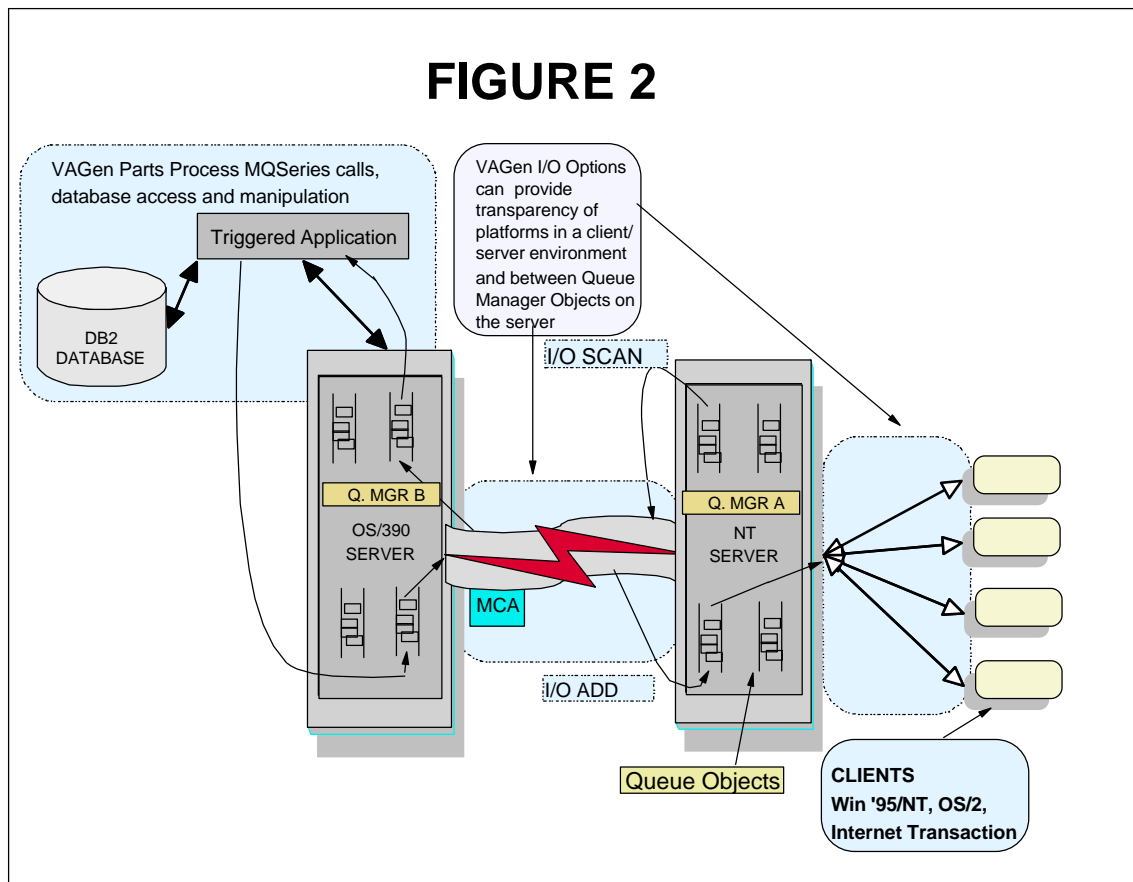 FIGURE 2
VAGen Parts Process MQSeries calls,
database access and manipulation
Triggered Application
DB2
DATABASE
VAGen I/O Options
can provide
transparency of
platforms in a client/
server environment
and between Queue
Manager Objects on
the server
I/O SCAN
Q. MGR B
OS/390
SERVER
MCA
I/O ADD
Q. MGR A
NT
SERVER
Queue Objects
CLIENTS
Win '95/NT, OS/2,
Internet Transaction